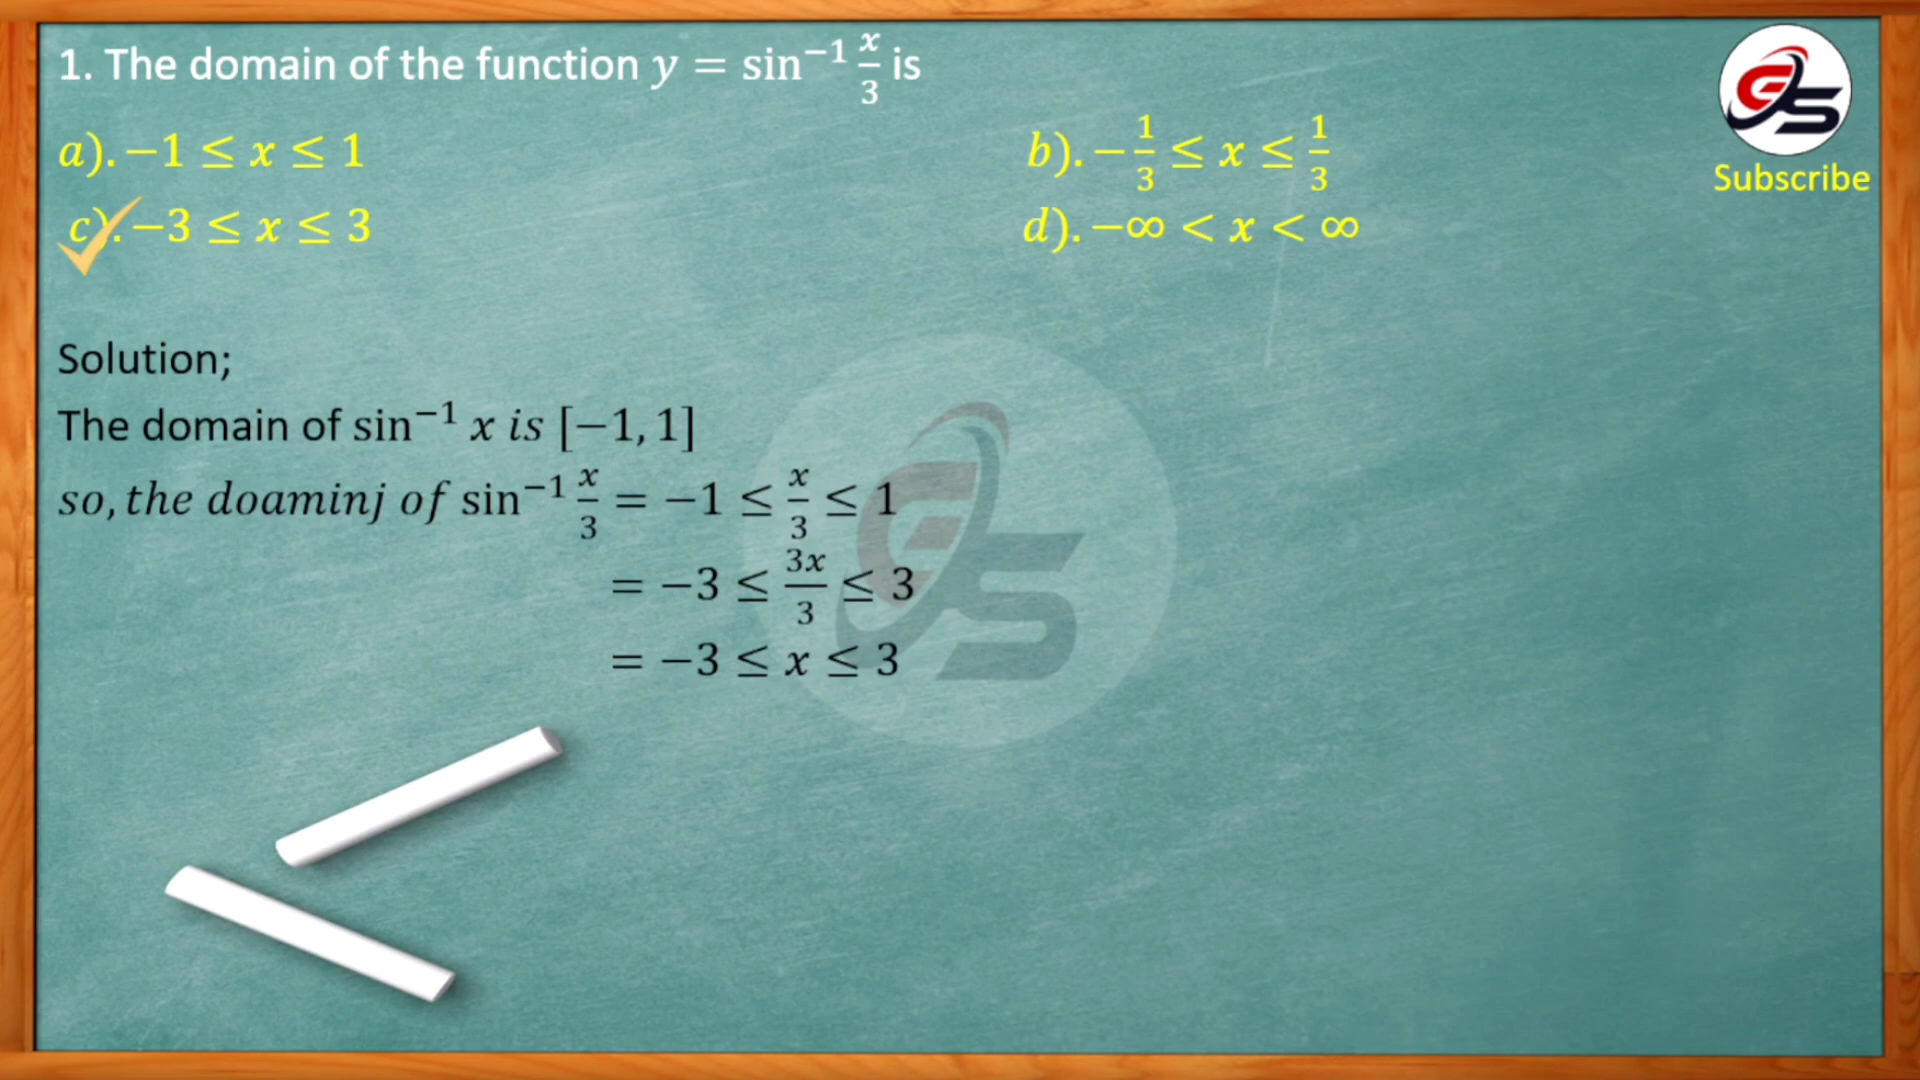 1. The domain of the function y = sin⁻¹ x/3 is
a). −1 ≤ x ≤ 1
b). −1/3 ≤ x ≤ 1/3
c). −3 ≤ x ≤ 3
d). −∞ < x < ∞
GS
Subscribe
Solution;
The domain of sin⁻¹ x is [−1, 1]
so, the doaminj of sin⁻¹ x/3 = −1 ≤ x/3 ≤ 1
= −3 ≤ 3x/3 ≤ 3
= −3 ≤ x ≤ 3
GS